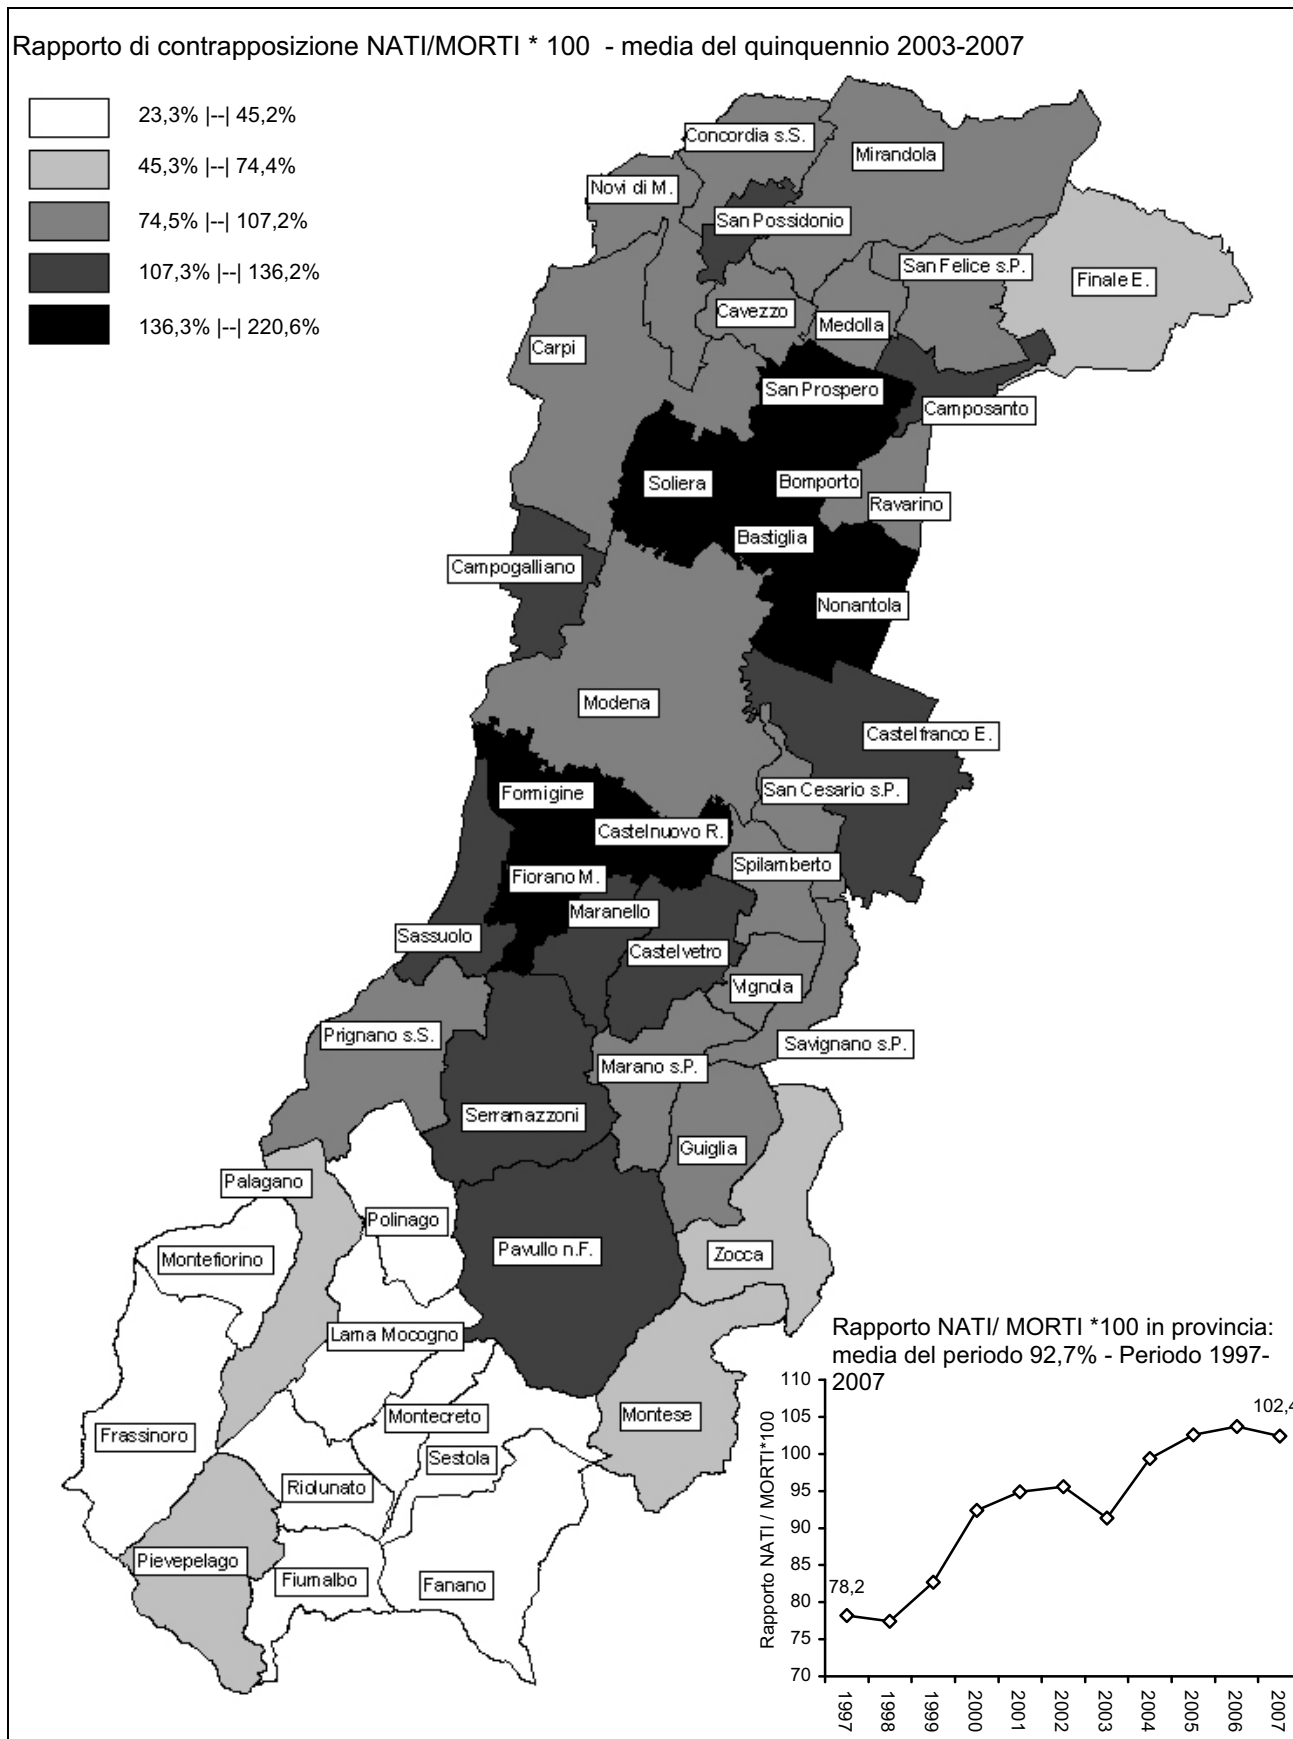 Rapporto di contrapposizione NATI/MORTI * 100 - media del quinquennio 2003-2007
23,3% |--| 45,2%
45,3% |--| 74,4%
74,5% |--| 107,2%
107,3% |--| 136,2%
136,3% |--| 220,6%
Concordia s.S.
Mirandola
Novi di M.
San Possidonio
San Felice s.P.
Finale E.
Cavezzo
Medolla
Carpi
San Prospero
Camposanto
Soliera
Bomporto
Ravarino
Bastiglia
Campogalliano
Nonantola
Modena
Castelfranco E.
San Cesario s.P.
Formigine
Castelnuovo R.
Spilamberto
Fiorano M.
Maranello
Sassuolo
Castelvetro
Vignola
Prignano s.S.
Savignano s.P.
Marano s.P.
Serramazzoni
Guiglia
Palagano
Polinago
Montefiorino
Pavullo n.F.
Zocca
Lama Mocogno
Montecreto
Montese
Frassinoro
Sestola
Riolunato
Pievepelago
Fiumalbo
Fanano
Rapporto NATI/ MORTI *100 in provincia:
media del periodo 92,7% - Periodo 1997-
2007
Rapporto NATI / MORTI*100
110
105
100
95
90
85
80
75
70
78,2
102,4
1997
1998
1999
2000
2001
2002
2003
2004
2005
2006
2007